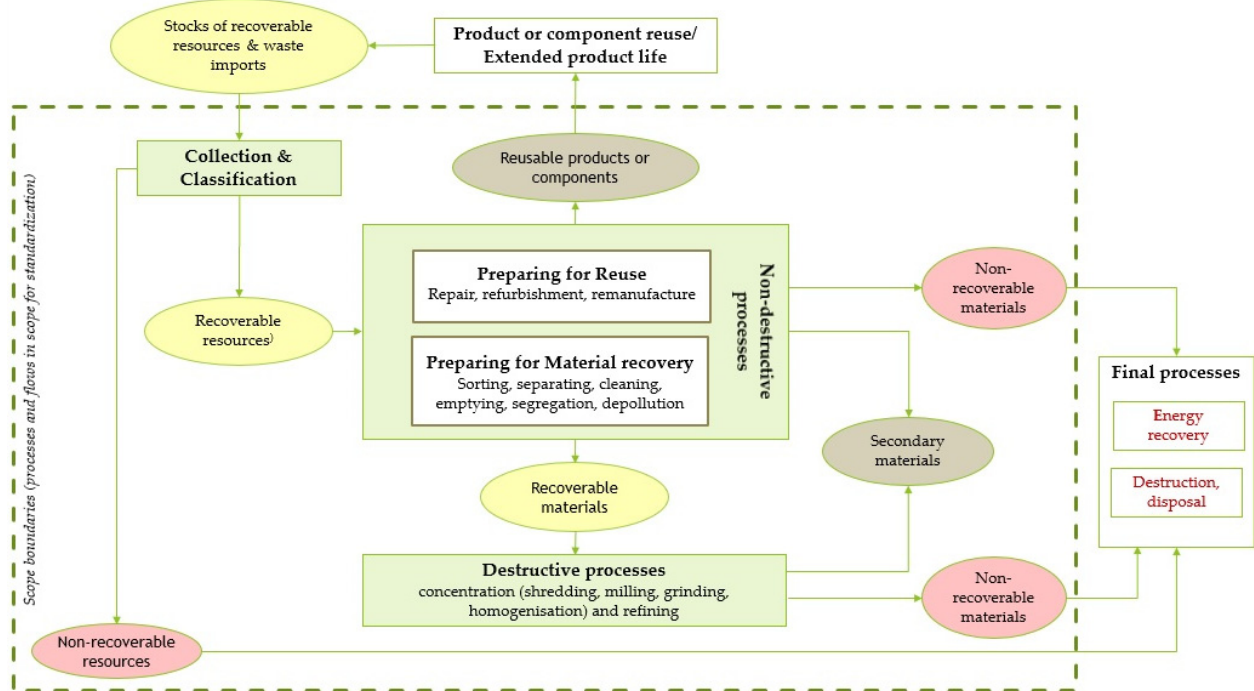 Stocks of recoverable
resources & waste
imports
Product or component reuse/
Extended product life
Scope boundaries (processes and flows in scope for standardization)
Collection &
Classification
Reusable products or
components
Preparing for Reuse
Repair, refurbishment, remanufacture
Non-destructive
processes
Non-
recoverable
materials
Recoverable
resources)
Preparing for Material recovery
Sorting, separating, cleaning,
emptying, segregation, depollution
Final processes
Energy
recovery
Destruction,
disposal
Secondary
materials
Recoverable
materials
Destructive processes
concentration (shredding, milling, grinding,
homogenisation) and refining
Non-
recoverable
materials
Non-recoverable
resources